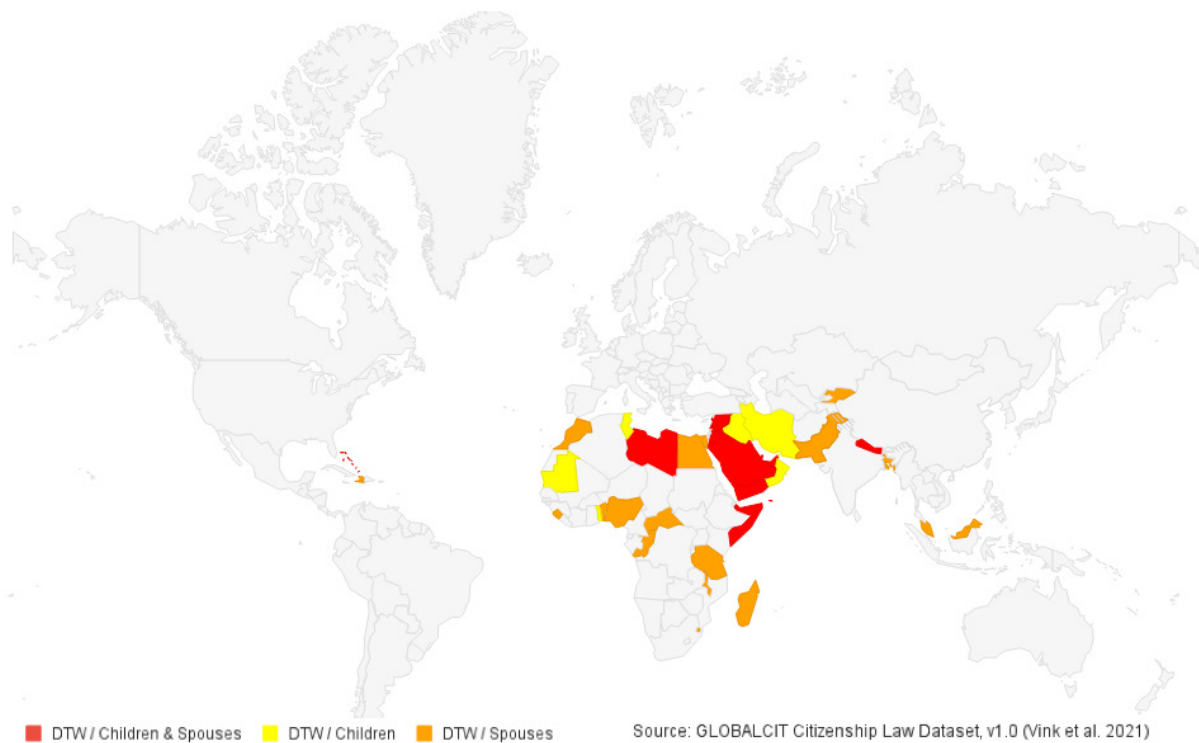 DTW / Children & Spouses DTW / Children DTW / Spouses Source: GLOBALCIT Citizenship Law Dataset, v1.0 (Vink et al. 2021)